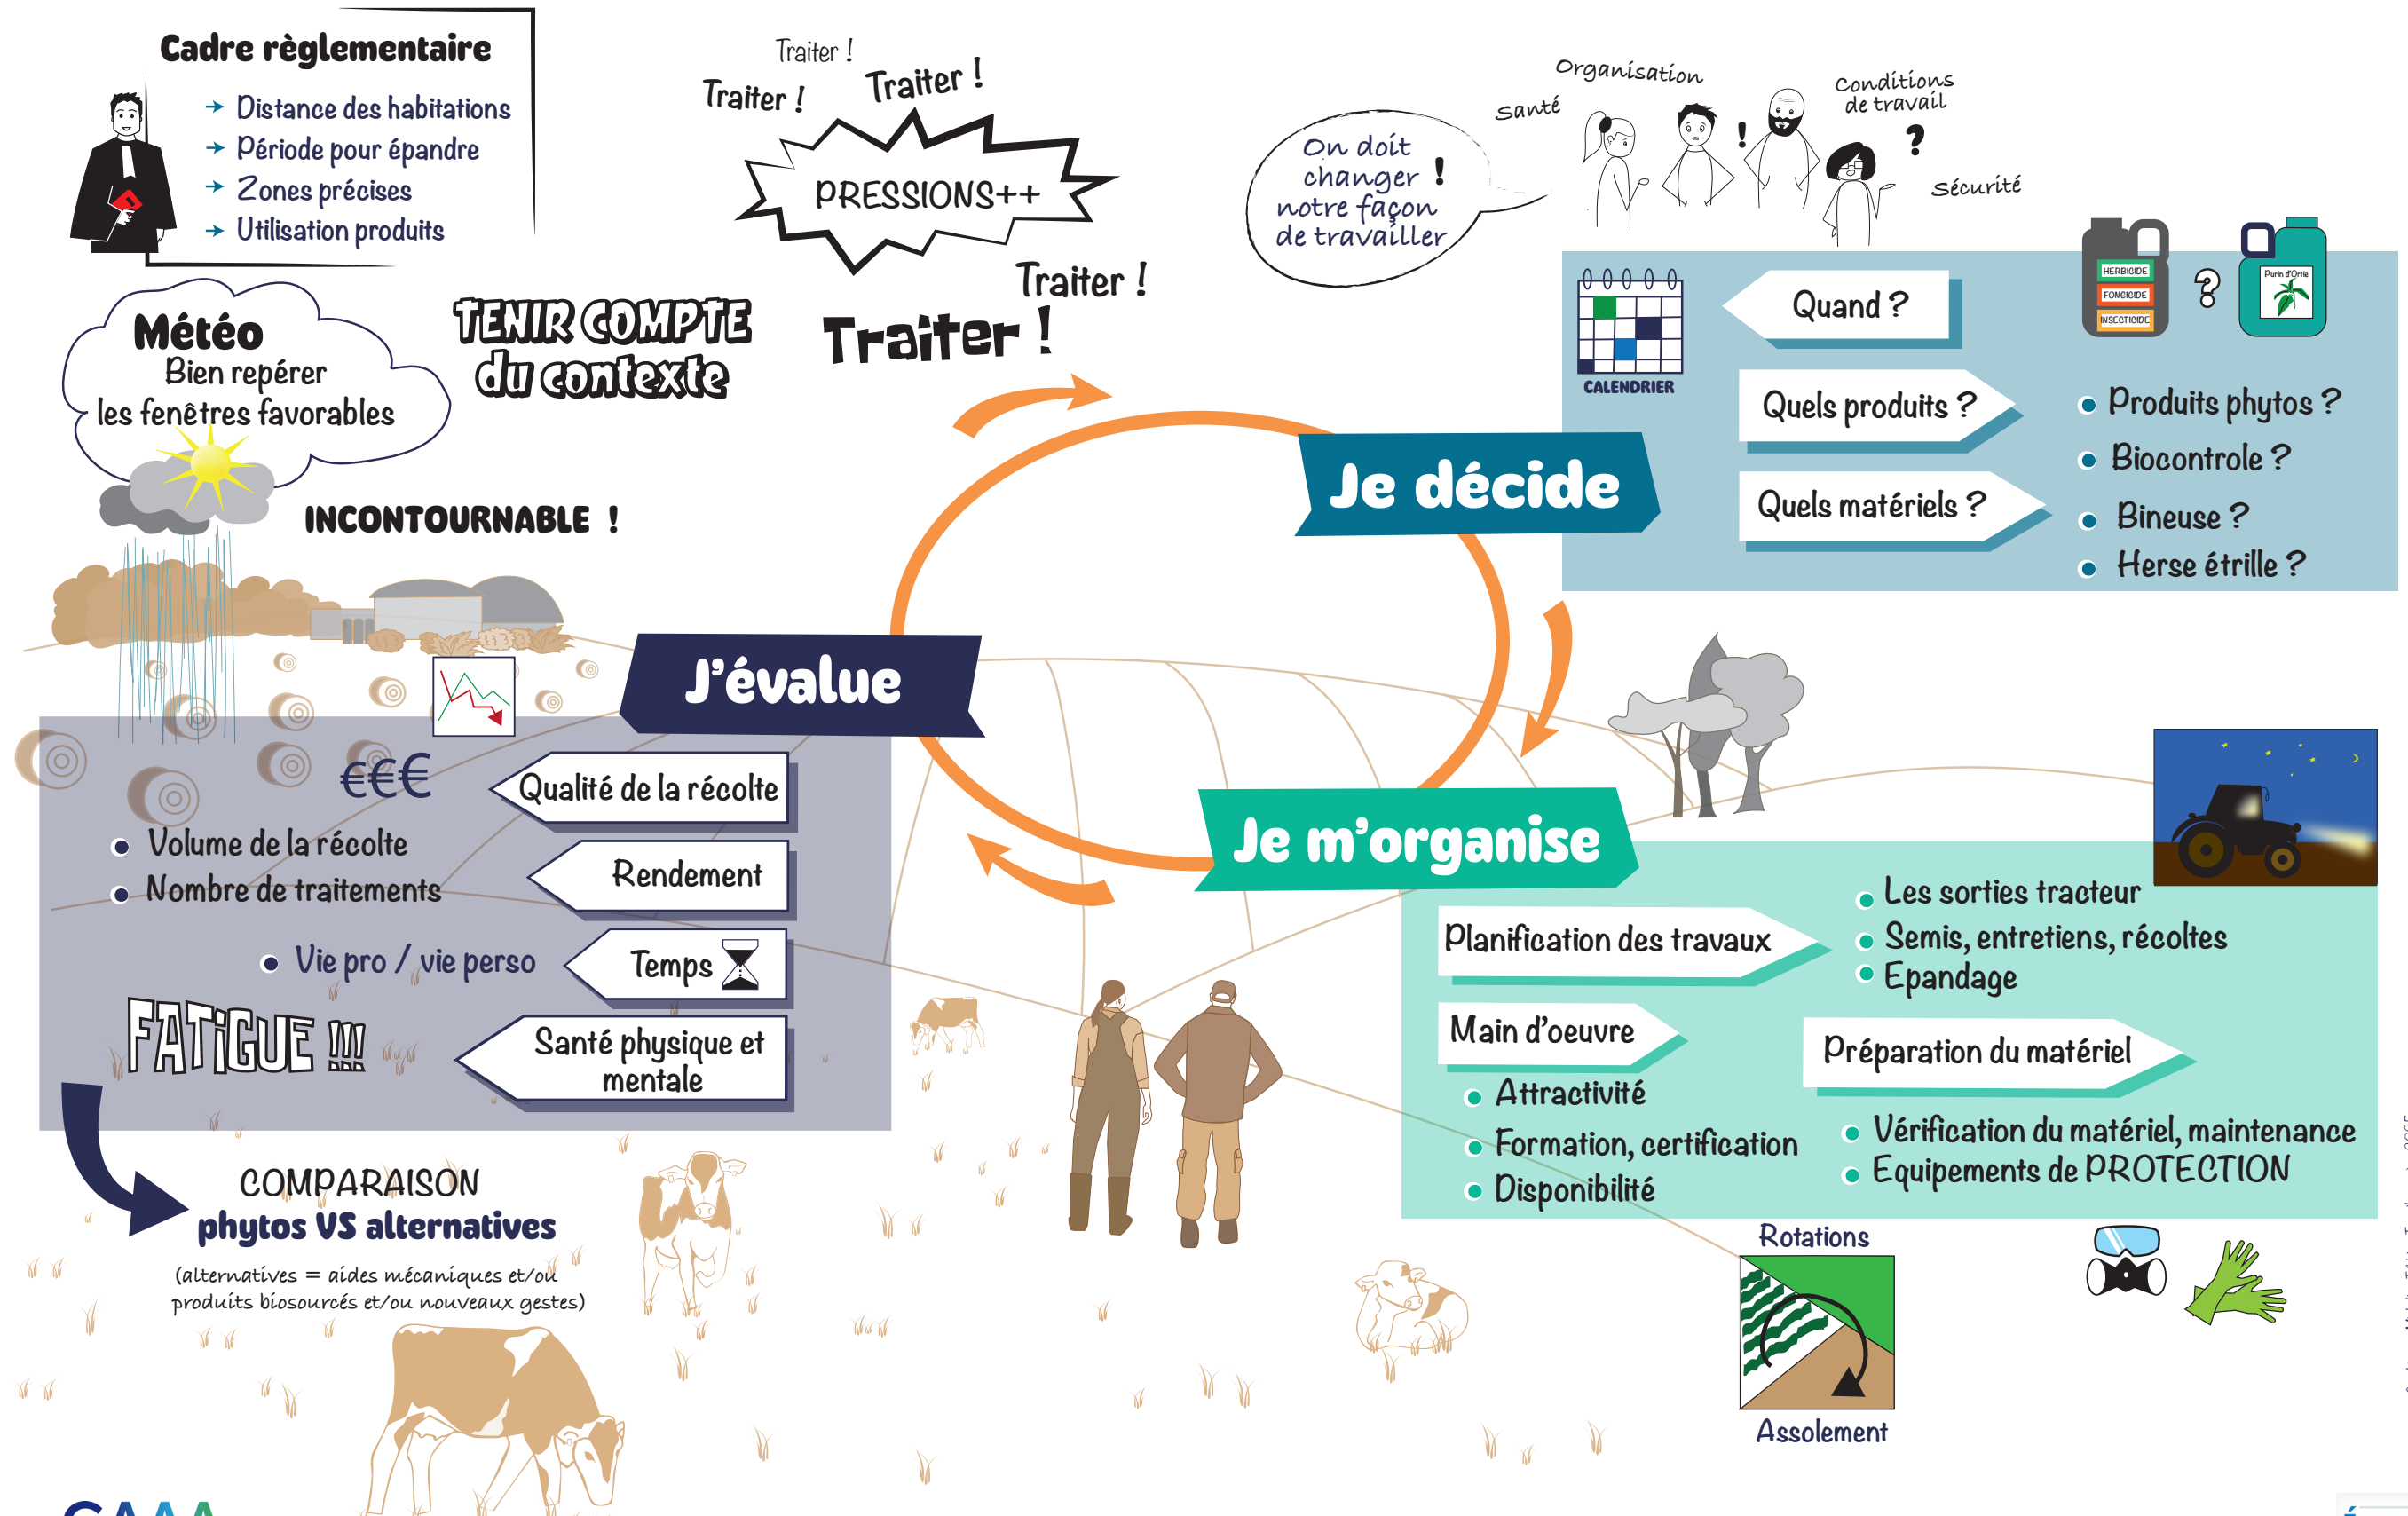 Cadre règlementaire
Distance des habitations
Période pour épandre
Zones précises
Utilisation produits
Météo
Bien repérer
les fenêtres favorables
INCONTOURNABLE !
TENIR COMPTE
du contexte
Traiter !
Traiter !
Traiter !
PRESSIONS++
Traiter !
Traiter !
On doit
changer !
notre façon
de travailler
Santé
Organisation
!
Conditions
de travail
?
Sécurité
Je décide
CALENDRIER
Quand ?
HERBICIDE
FONGICIDE
INSECTICIDE
?
Purin d'Ortie
Quels produits ?
Quels matériels ?
Produits phytos ?
Biocontrole ?
Bineuse ?
Herse étrille ?
Je m'organise
Planification des travaux
Les sorties tracteur
Semis, entretiens, récoltes
Epandage
Main d'oeuvre
Attractivité
Formation, certification
Disponibilité
Préparation du matériel
Vérification du matériel, maintenance
Equipements de PROTECTION
Rotations
Assolement
J'évalue
€€€
Qualité de la récolte
Volume de la récolte
Nombre de traitements
Rendement
Vie pro / vie perso
Temps
FATIGUE !!!
Santé physique et
mentale
COMPARAISON
phytos VS alternatives
(alternatives = aides mécaniques et/ou
produits biosourcés et/ou nouveaux gestes)